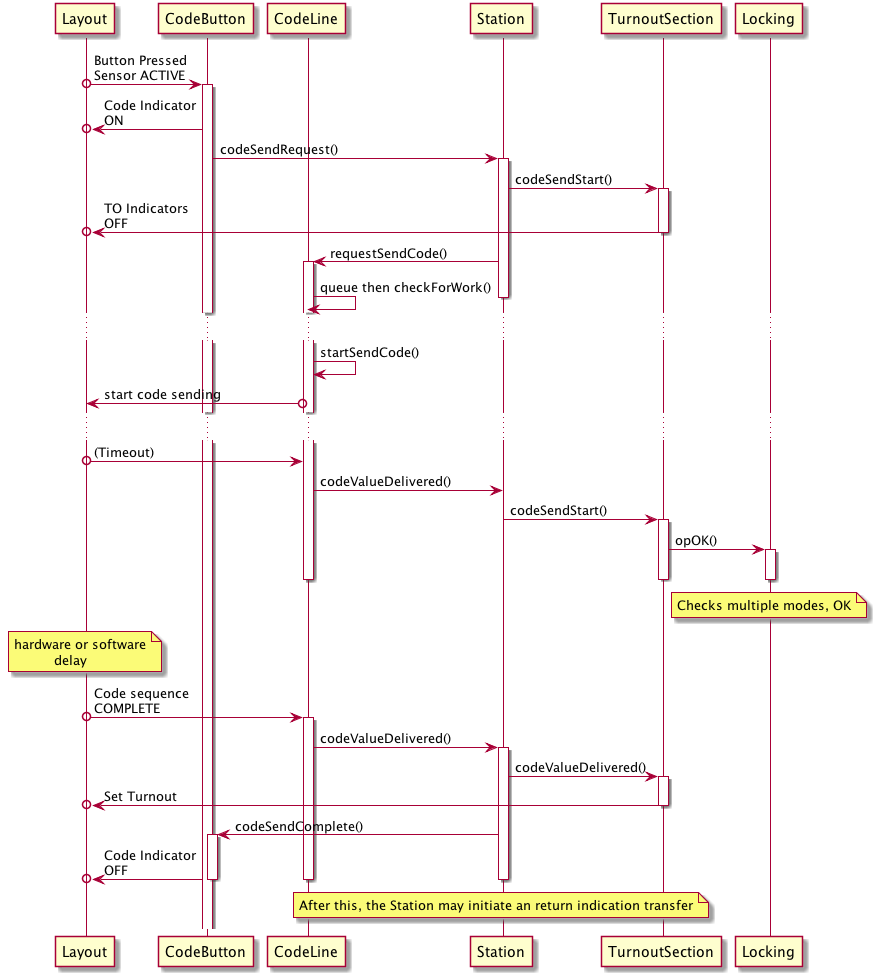 Layout
CodeButton
CodeLine
Station
TurnoutSection
Locking
Button Pressed
Sensor ACTIVE
Code Indicator
ON
codeSendRequest()
codeSendStart()
TO Indicators
OFF
requestSendCode()
queue then checkForWork()
startSendCode()
start code sending
(Timeout)
codeValueDelivered()
codeSendStart()
opOK()
Checks multiple modes, OK
hardware or software
delay
Code sequence
COMPLETE
codeValueDelivered()
codeValueDelivered()
Set Turnout
codeSendComplete()
Code Indicator
OFF
After this, the Station may initiate an return indication transfer
Layout
CodeButton
CodeLine
Station
TurnoutSection
Locking